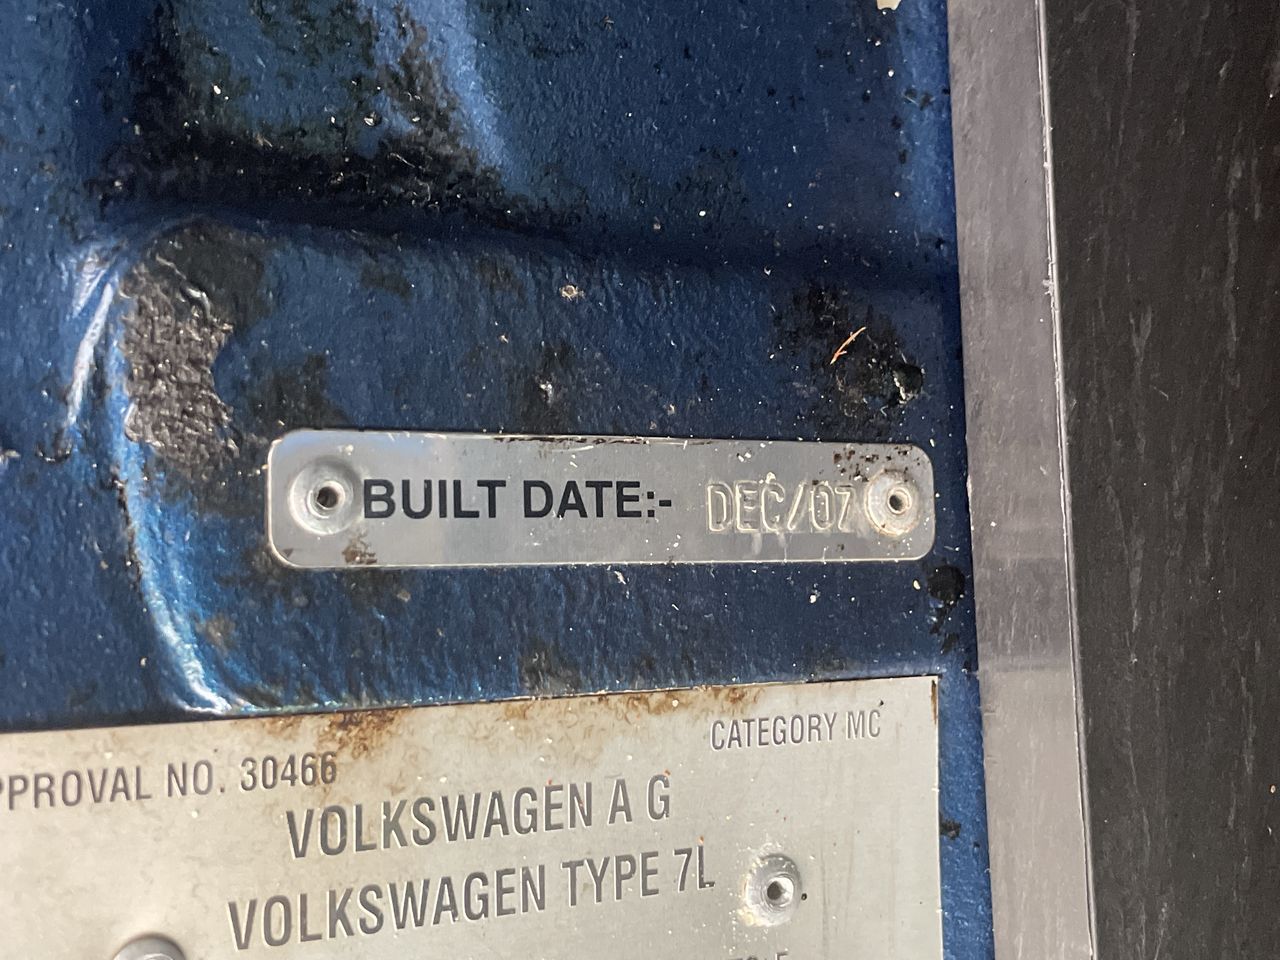 BUILT DATE:- DEC/07
CATEGORY MC
PPROVAL NO. 30466
VOLKSWAGEN A G
VOLKSWAGEN TYPE 7L